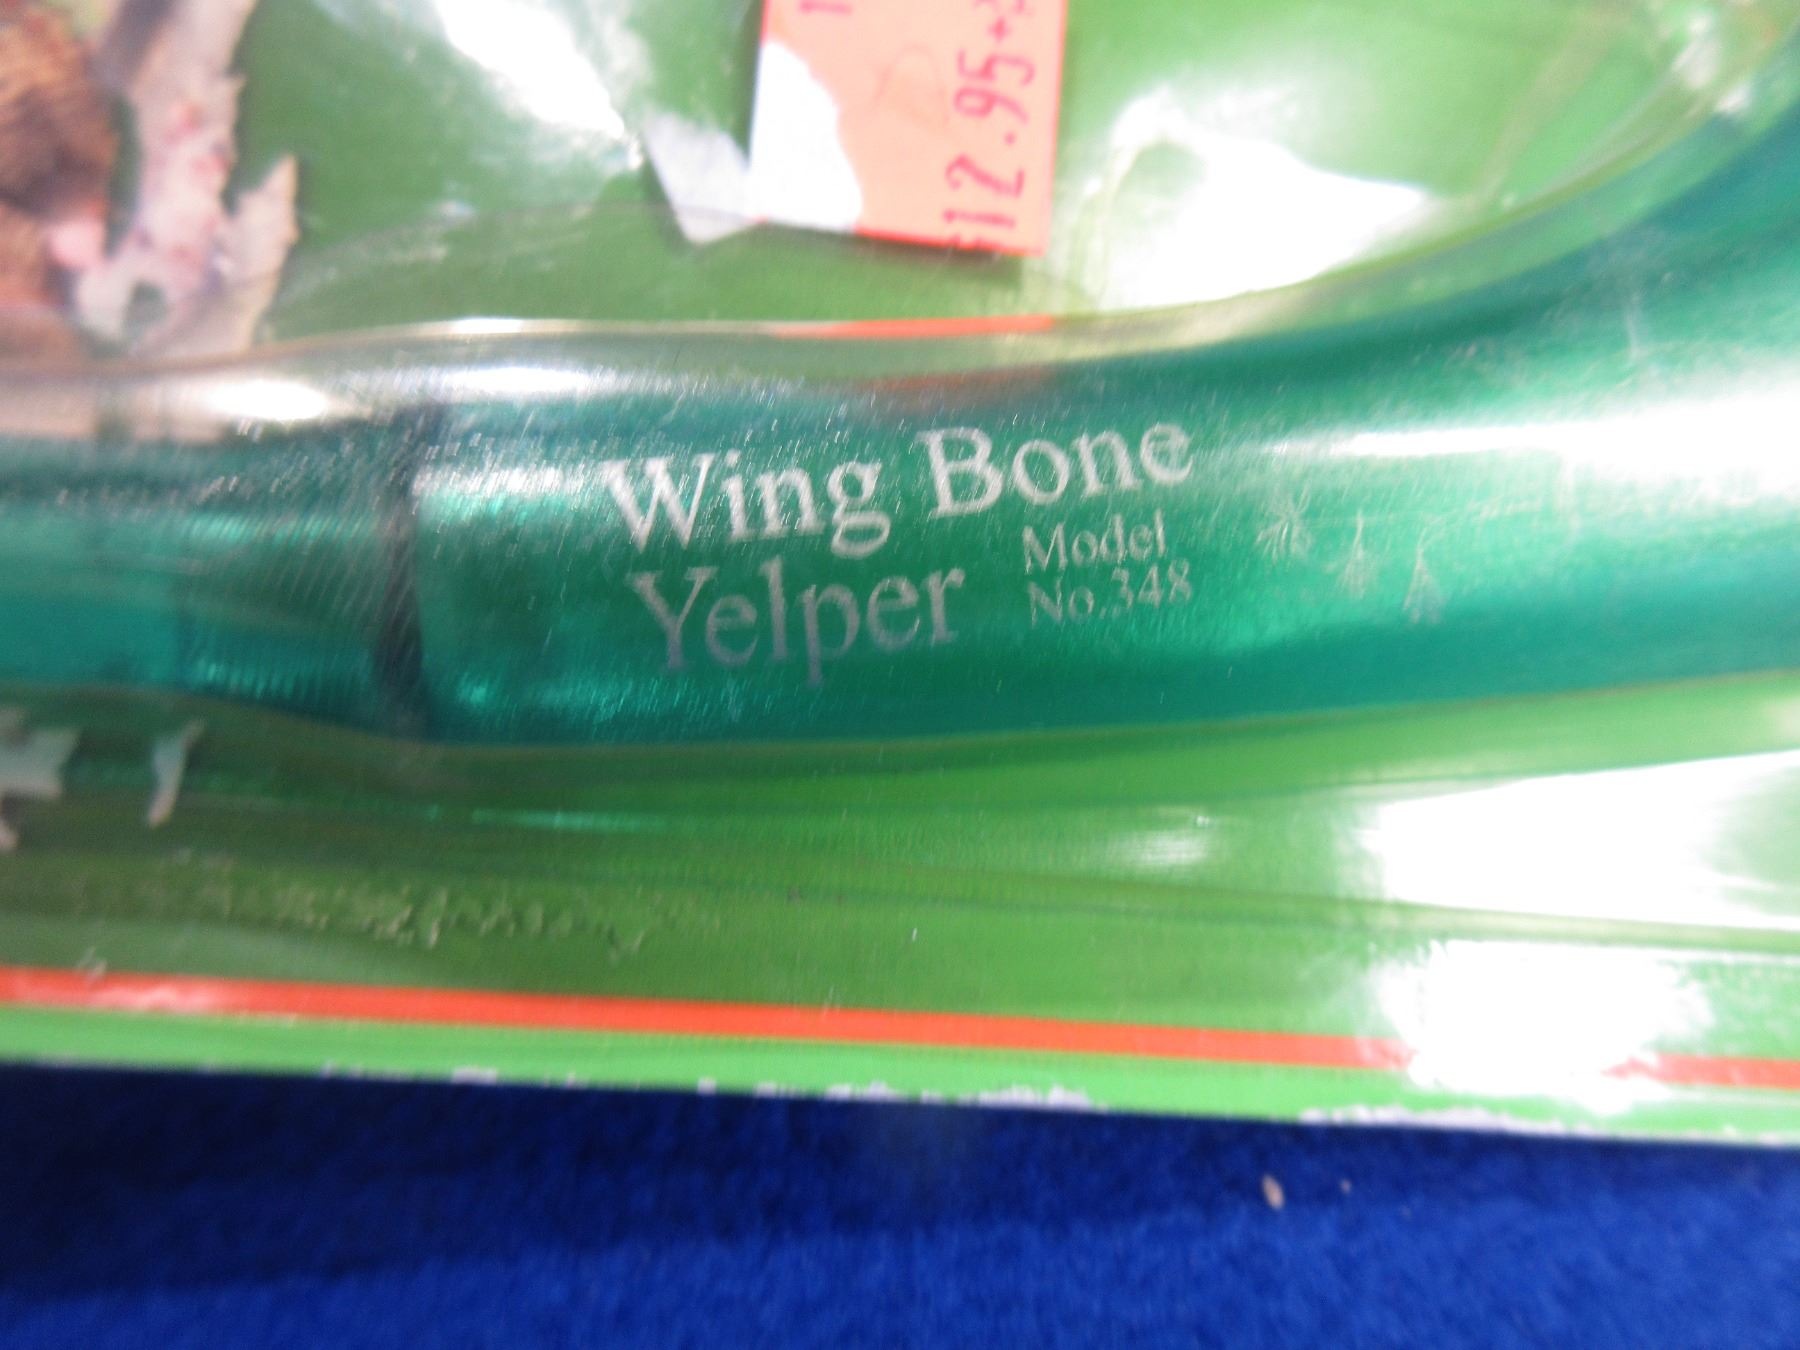 12.95+
Wing Bone
Yelper
Model
No.348